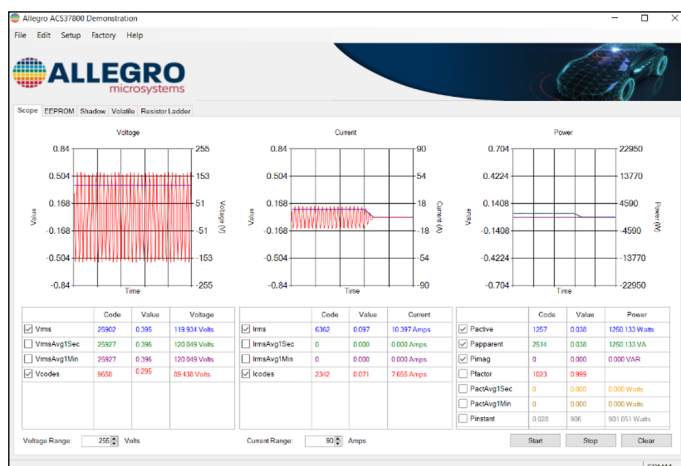 Allegro ACS37800 Demonstration
File Edit Setup Factory Help
ALLEGRO
microsystems
Scope EEPROM Shadow Volatile Resistor Ladder
Voltage
0.84 255
0.504 153
0.168 51
-0.168 -51
-0.504 -153
-0.84 -255
Value
Voltage (V)
Time
Current
0.84 90
0.504 54
0.168 18
-0.168 -18
-0.504 -54
-0.84 -90
Value
Current (A)
Time
Power
0.704 22950
0.4224 13770
0.1408 4590
-0.1408 -4590
-0.4224 -13770
-0.704 -22950
Value
Power (W)
Time
Code Value Voltage
Vrms 25902 0.395 119.934 Volts
VrmsAvg1Sec 25927 0.396 120.049 Volts
VrmsAvg1Min 25927 0.396 120.049 Volts
Vcodes 9658 0.295 89.438 Volts
Code Value Current
Irms 6362 0.097 10.397 Amps
IrmsAvg1Sec 0 0.000 0.000 Amps
IrmsAvg1Min 0 0.000 0.000 Amps
Icodes 2342 0.071 7.655 Amps
Code Value Power
Pactive 1257 0.038 1250.133 Watts
Papparent 2514 0.038 1250.133 VA
Pimag 0 0.000 0.000 VAR
Pfactor 1023 0.999
PactAvg1Sec 0 0.000 0.000 Watts
PactAvg1Min 0 0.000 0.000 Watts
Pinstant 0.028 906 901.051 Watts
Voltage Range: 255 Volts
Current Range: 90 Amps
Start Stop Clear